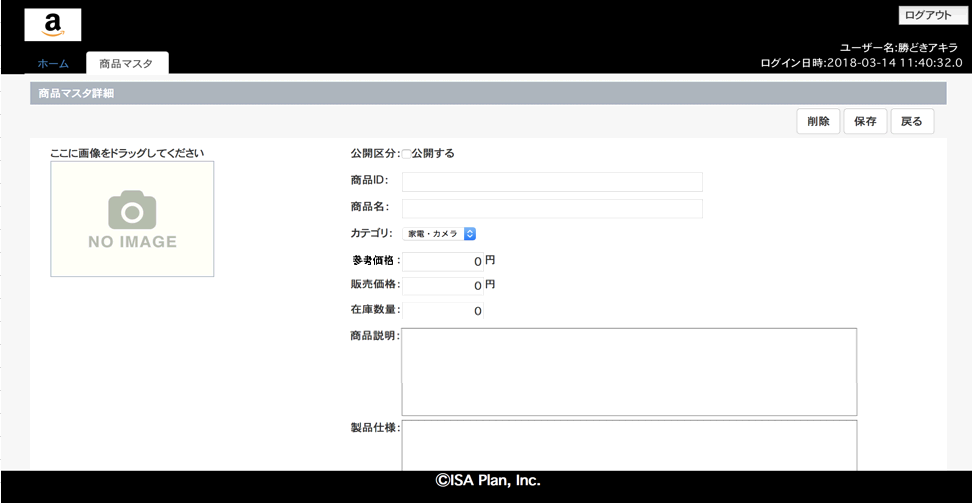 a
ログアウト
ユーザー名:勝どきアキラ
ログイン日時:2018-03-14 11:40:32.0
ホーム
商品マスタ
商品マスタ詳細
削除
保存
戻る
ここに画像をドラッグしてください
NO IMAGE
公開区分:公開する
商品ID:
商品名:
カテゴリ: 家電・カメラ
参考価格: 0 円
販売価格: 0 円
在庫数量: 0
商品説明:
製品仕様:
©ISA Plan, Inc.